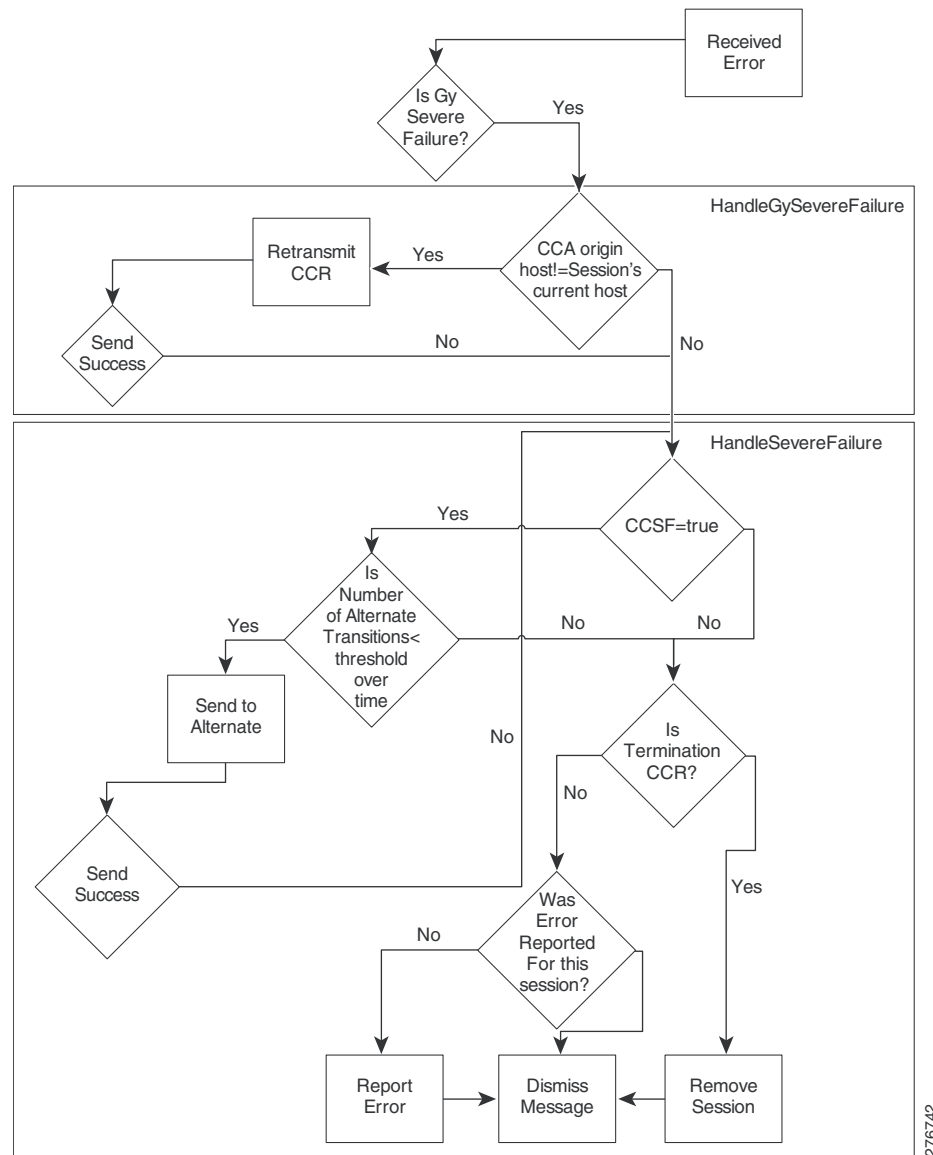 Received
Error
Is Gy
Severe
Failure?
Yes
HandleGySevereFailure
CCA origin
host!=Session's
current host
Yes
Retransmit
CCR
Send
Success
No
No
HandleSevereFailure
CCSF=true
Yes
Is
Number
of Alternate
Transitions<
threshold
over
time
Yes
No
No
Send to
Alternate
No
Is
Termination
CCR?
No
Yes
Send
Success
Was
Error
Reported
For this
session?
No
Report
Error
Dismiss
Message
Remove
Session
276742